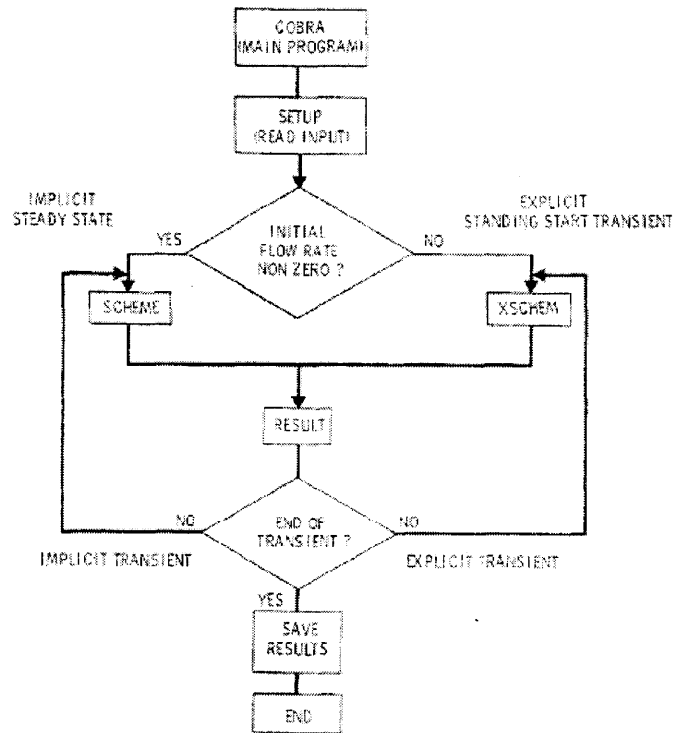 COBRA
(MAIN PROGRAM)
SETUP
(READ INPUT)
IMPLICIT
STEADY STATE
EXPLICIT
STANDING START TRANSIENT
YES
INITIAL
FLOW RATE
NON ZERO ?
NO
SCHEME
XSCHEM
RESULT
NO
END OF
TRANSIENT ?
NO
IMPLICIT TRANSIENT
EXPLICIT TRANSIENT
YES
SAVE
RESULTS
END